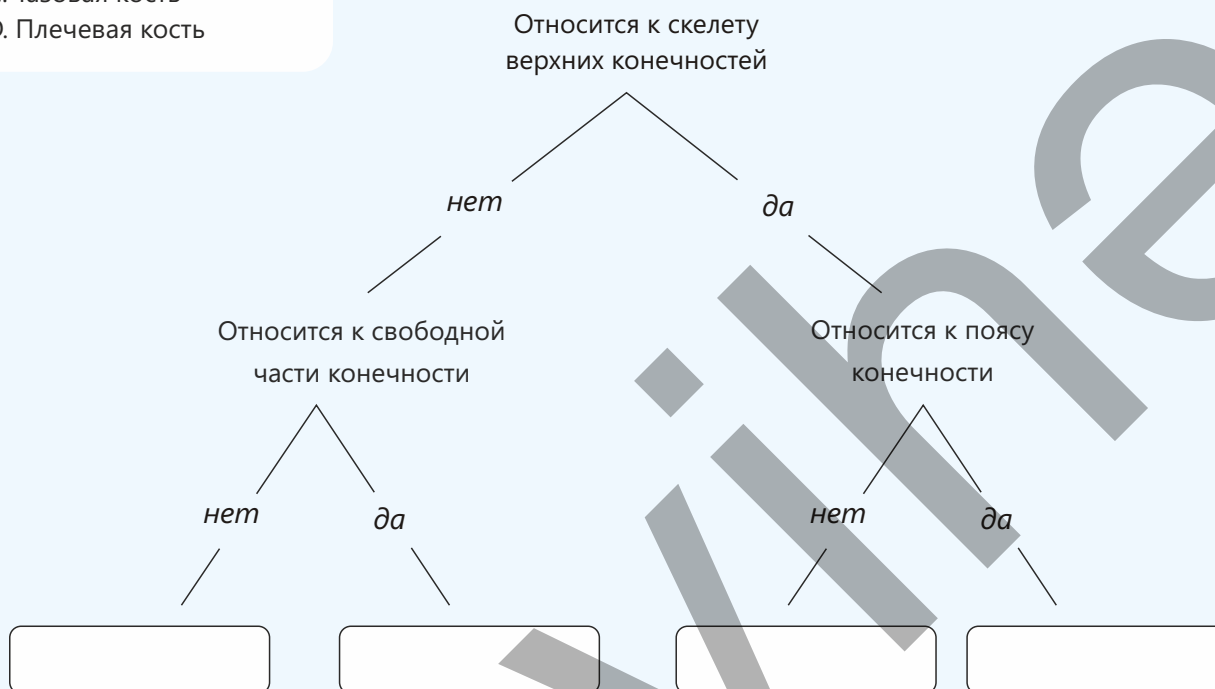 Плечевая кость
Относится к скелету
верхних конечностей
нет
да
Относится к свободной
части конечности
Относится к поясу
конечности
нет
да
нет
да